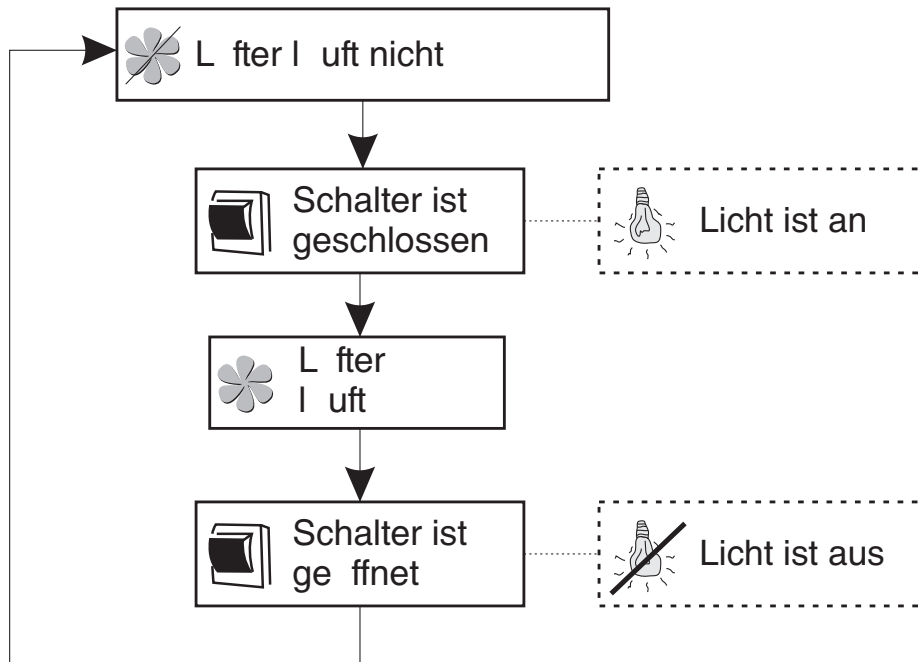 L fter l uft nicht
Schalter ist
geschlossen
Licht ist an
L fter
l uft
Schalter ist
ge ffnet
Licht ist aus